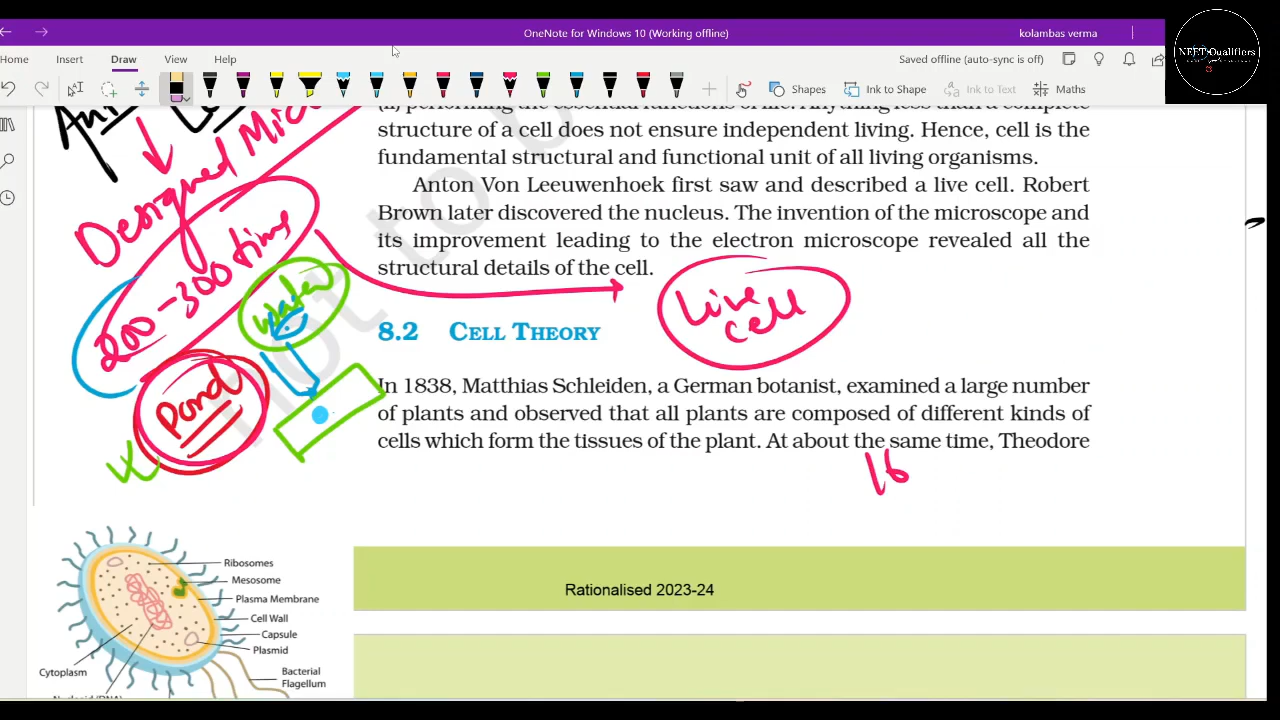 OneNote for Windows 10 (Working offline)
kolambas verma
NEET Qualifiers
Home Insert Draw View Help
Saved offline (auto-sync is off)
Shapes Ink to Shape Ink to Text Maths
structure of a cell does not ensure independent living. Hence, cell is the
fundamental structural and functional unit of all living organisms.
Anton Von Leeuwenhoek first saw and described a live cell. Robert
Brown later discovered the nucleus. The invention of the microscope and
its improvement leading to the electron microscope revealed all the
structural details of the cell.
Designed Micr
200-300 time
Water
Pond
Live
cell
8.2 CELL THEORY
In 1838, Matthias Schleiden, a German botanist, examined a large number
of plants and observed that all plants are composed of different kinds of
cells which form the tissues of the plant. At about the same time, Theodore
16
not to b
Rationalised 2023-24
Ribosomes
Mesosome
Plasma Membrane
Cell Wall
Capsule
Plasmid
Bacterial
Flagellum
Cytoplasm